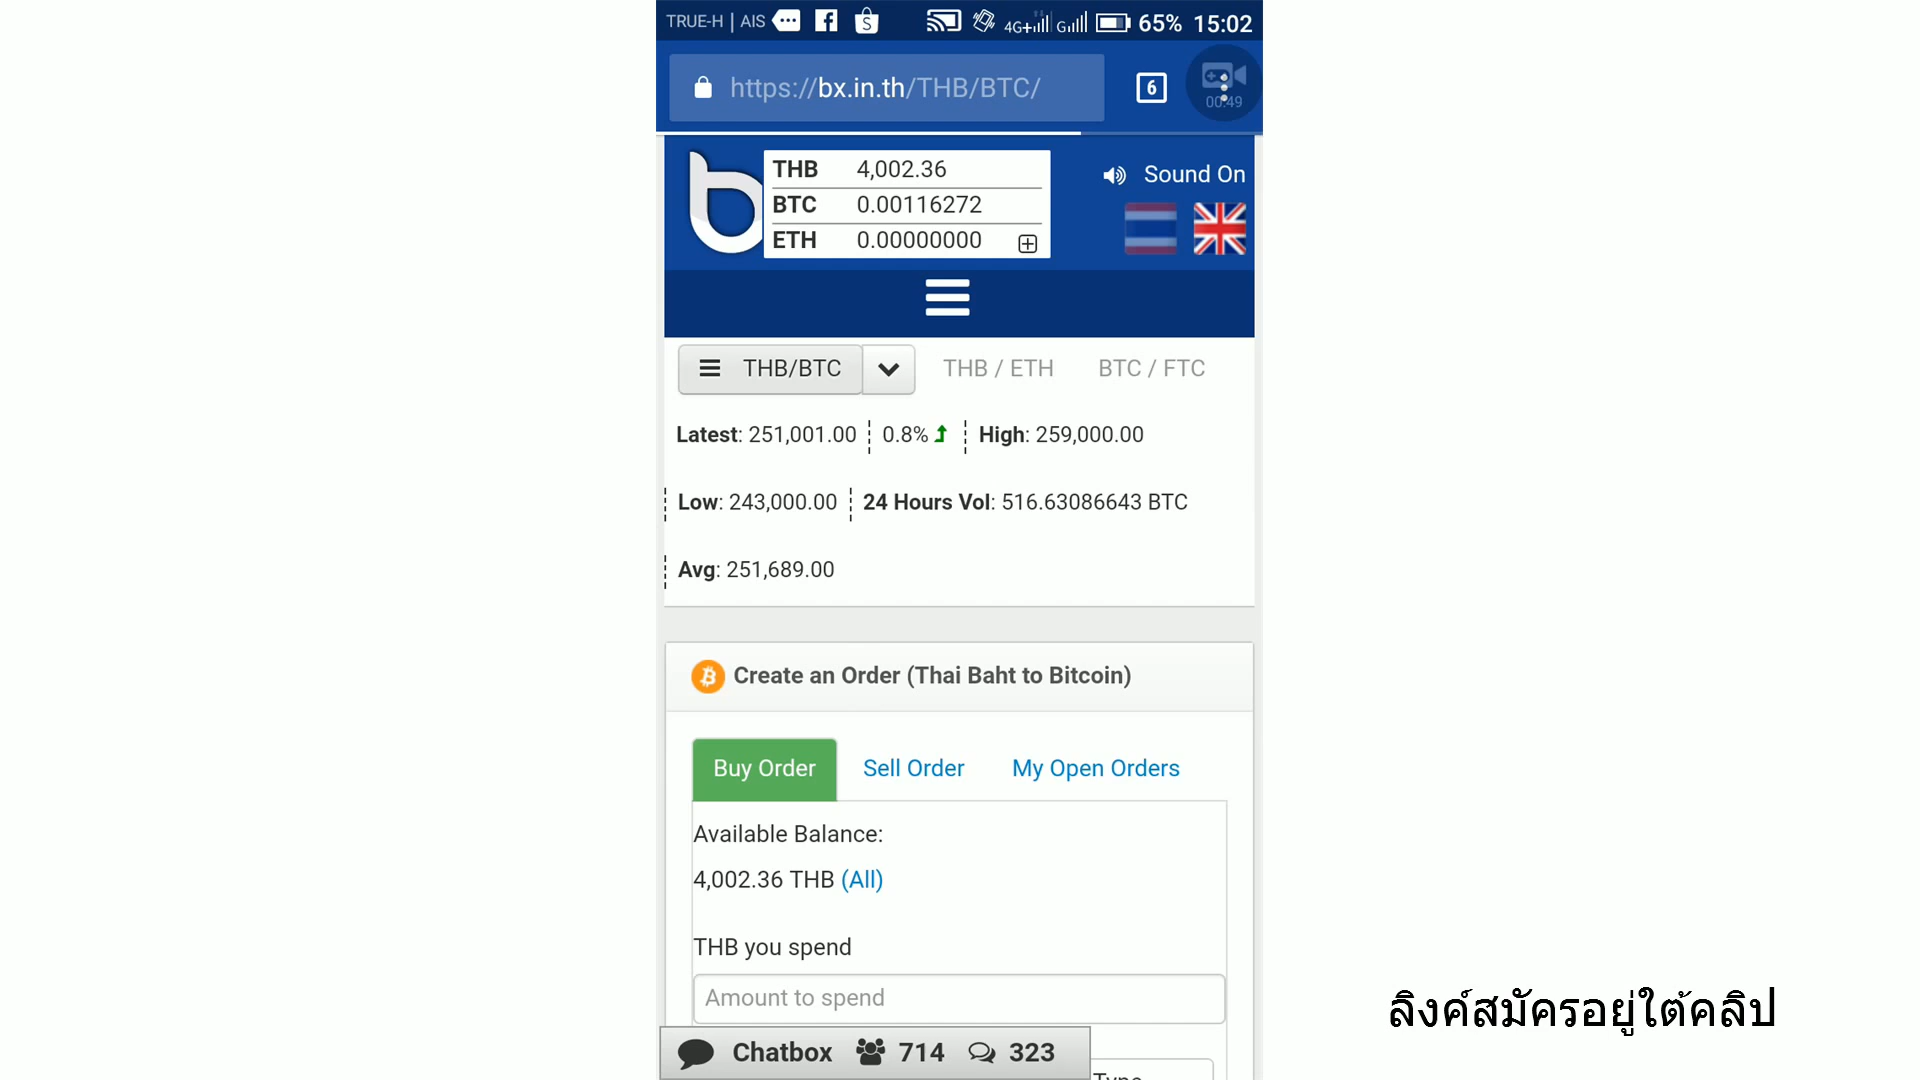 TRUE-H | AIS 4G+ G 65% 15:02
https://bx.in.th/THB/BTC/ 6
00:49
THB 4,002.36
BTC 0.00116272
ETH 0.00000000
Sound On
THB/BTC THB / ETH BTC / FTC
Latest: 251,001.00 0.8% High: 259,000.00
Low: 243,000.00 24 Hours Vol: 516.63086643 BTC
Avg: 251,689.00
Create an Order (Thai Baht to Bitcoin)
Buy Order Sell Order My Open Orders
Available Balance:
4,002.36 THB (All)
THB you spend
Amount to spend
Chatbox 714 323
Type
ลิงค์สมัครอยู่ใต้คลิป